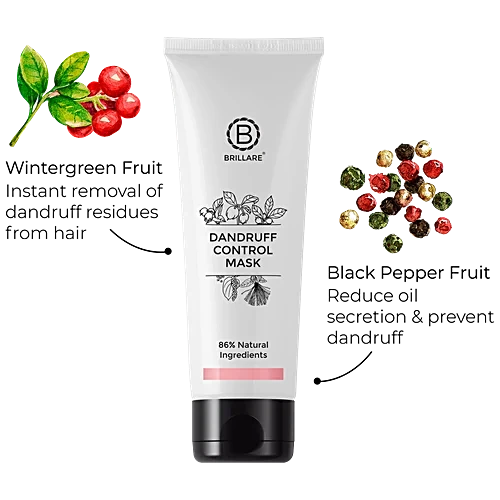 B
BRILLARE®
Wintergreen Fruit
Instant removal of
dandruff residues
from hair
DANDRUFF
CONTROL
MASK
Black Pepper Fruit
Reduce oil
secretion & prevent
dandruff
86% Natural
Ingredients